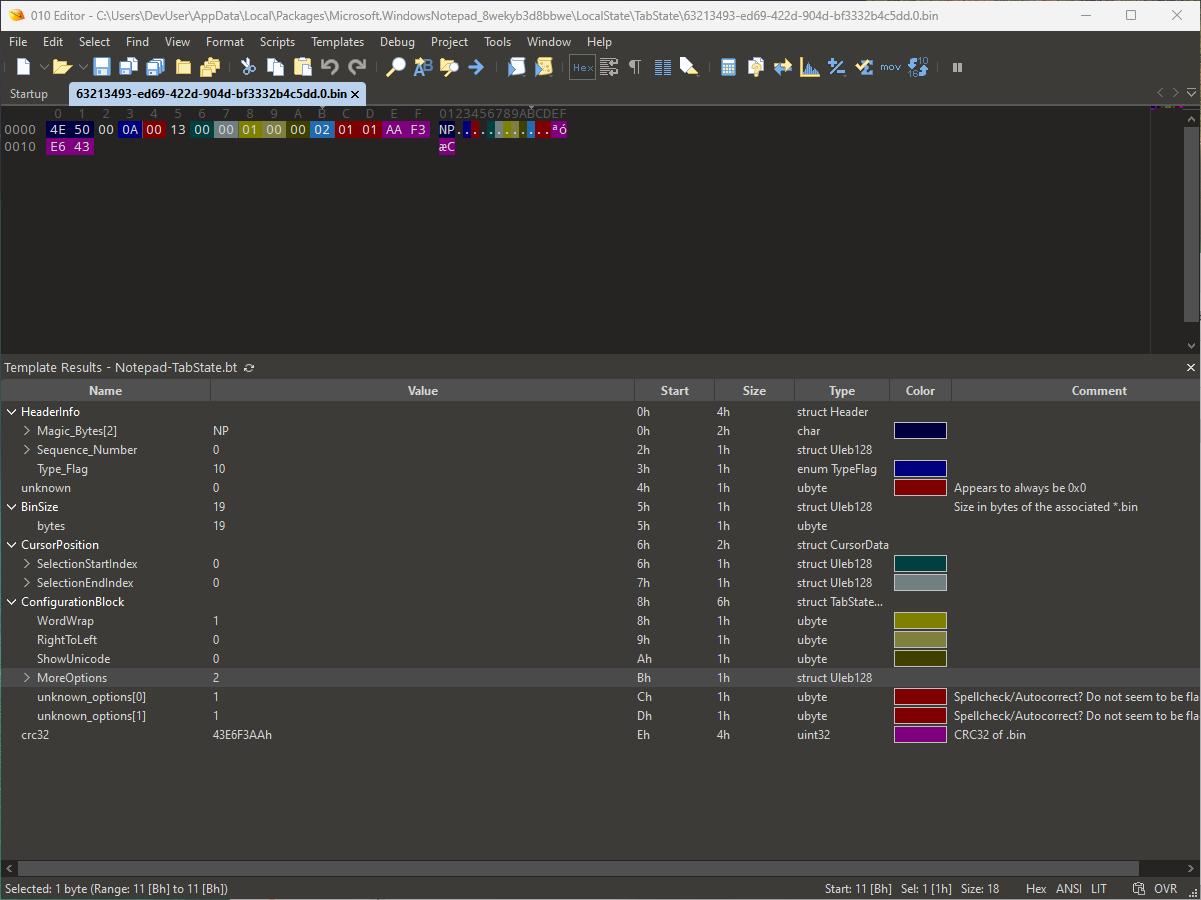 010 Editor - C:\Users\DevUser\AppData\Local\Packages\Microsoft.WindowsNotepad_8wekyb3d8bbwe\LocalState\TabState\63213493-ed69-422d-904d-bf3332b4c5dd.0.bin
File Edit Select Find View Format Scripts Templates Debug Project Tools Window Help
Hex mov
Startup 63213493-ed69-422d-904d-bf3332b4c5dd.0.bin
0 1 2 3 4 5 6 7 8 9 A B C D E F 0123456789ABCDEF
0000 4E 50 00 0A 00 13 00 00 01 00 00 02 01 01 AA F3 NP............ªó
0010 E6 43 æC
Template Results - Notepad-TabState.bt
Name Value Start Size Type Color Comment
HeaderInfo 0h 4h struct Header
Magic_Bytes[2] NP 0h 2h char
Sequence_Number 0 2h 1h struct Uleb128
Type_Flag 10 3h 1h enum TypeFlag
unknown 0 4h 1h ubyte Appears to always be 0x0
BinSize 19 5h 1h struct Uleb128 Size in bytes of the associated *.bin
bytes 19 5h 1h ubyte
CursorPosition 6h 2h struct CursorData
SelectionStartIndex 0 6h 1h struct Uleb128
SelectionEndIndex 0 7h 1h struct Uleb128
ConfigurationBlock 8h 6h struct TabState...
WordWrap 1 8h 1h ubyte
RightToLeft 0 9h 1h ubyte
ShowUnicode 0 Ah 1h ubyte
MoreOptions 2 Bh 1h struct Uleb128
unknown_options[0] 1 Ch 1h ubyte Spellcheck/Autocorrect? Do not seem to be fla
unknown_options[1] 1 Dh 1h ubyte Spellcheck/Autocorrect? Do not seem to be fla
crc32 43E6F3AAh Eh 4h uint32 CRC32 of .bin
Selected: 1 byte (Range: 11 [Bh] to 11 [Bh]) Start: 11 [Bh] Sel: 1 [1h] Size: 18 Hex ANSI LIT OVR